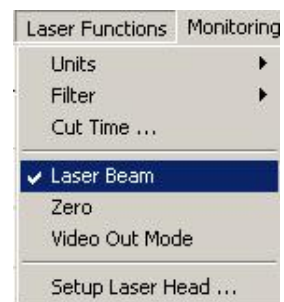 Laser Functions Monitoring
Units
Filter
Cut Time ...
Laser Beam
Zero
Video Out Mode
Setup Laser Head ...